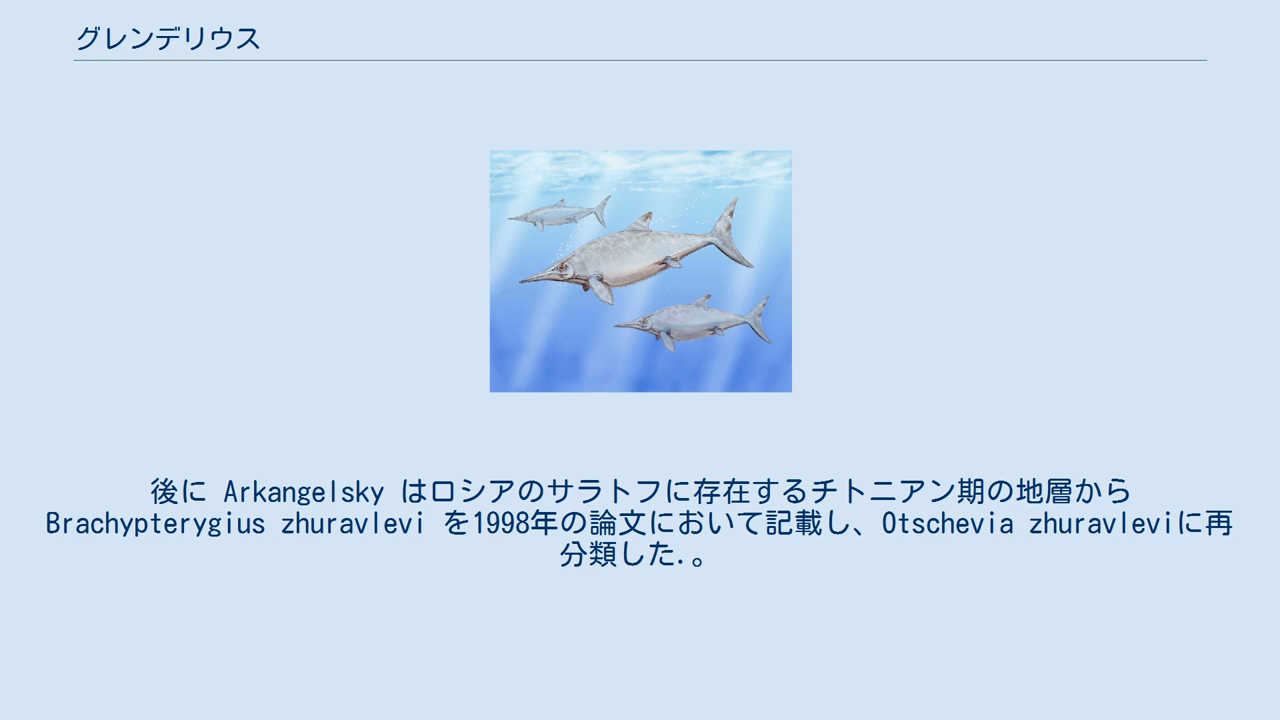 グレンデリウス
後に Arkangelsky はロシアのサラトフに存在するチトニアン期の地層から
Brachypterygius zhuravlevi を1998年の論文において記載し、Otschevia zhuravleviに再
分類した.。